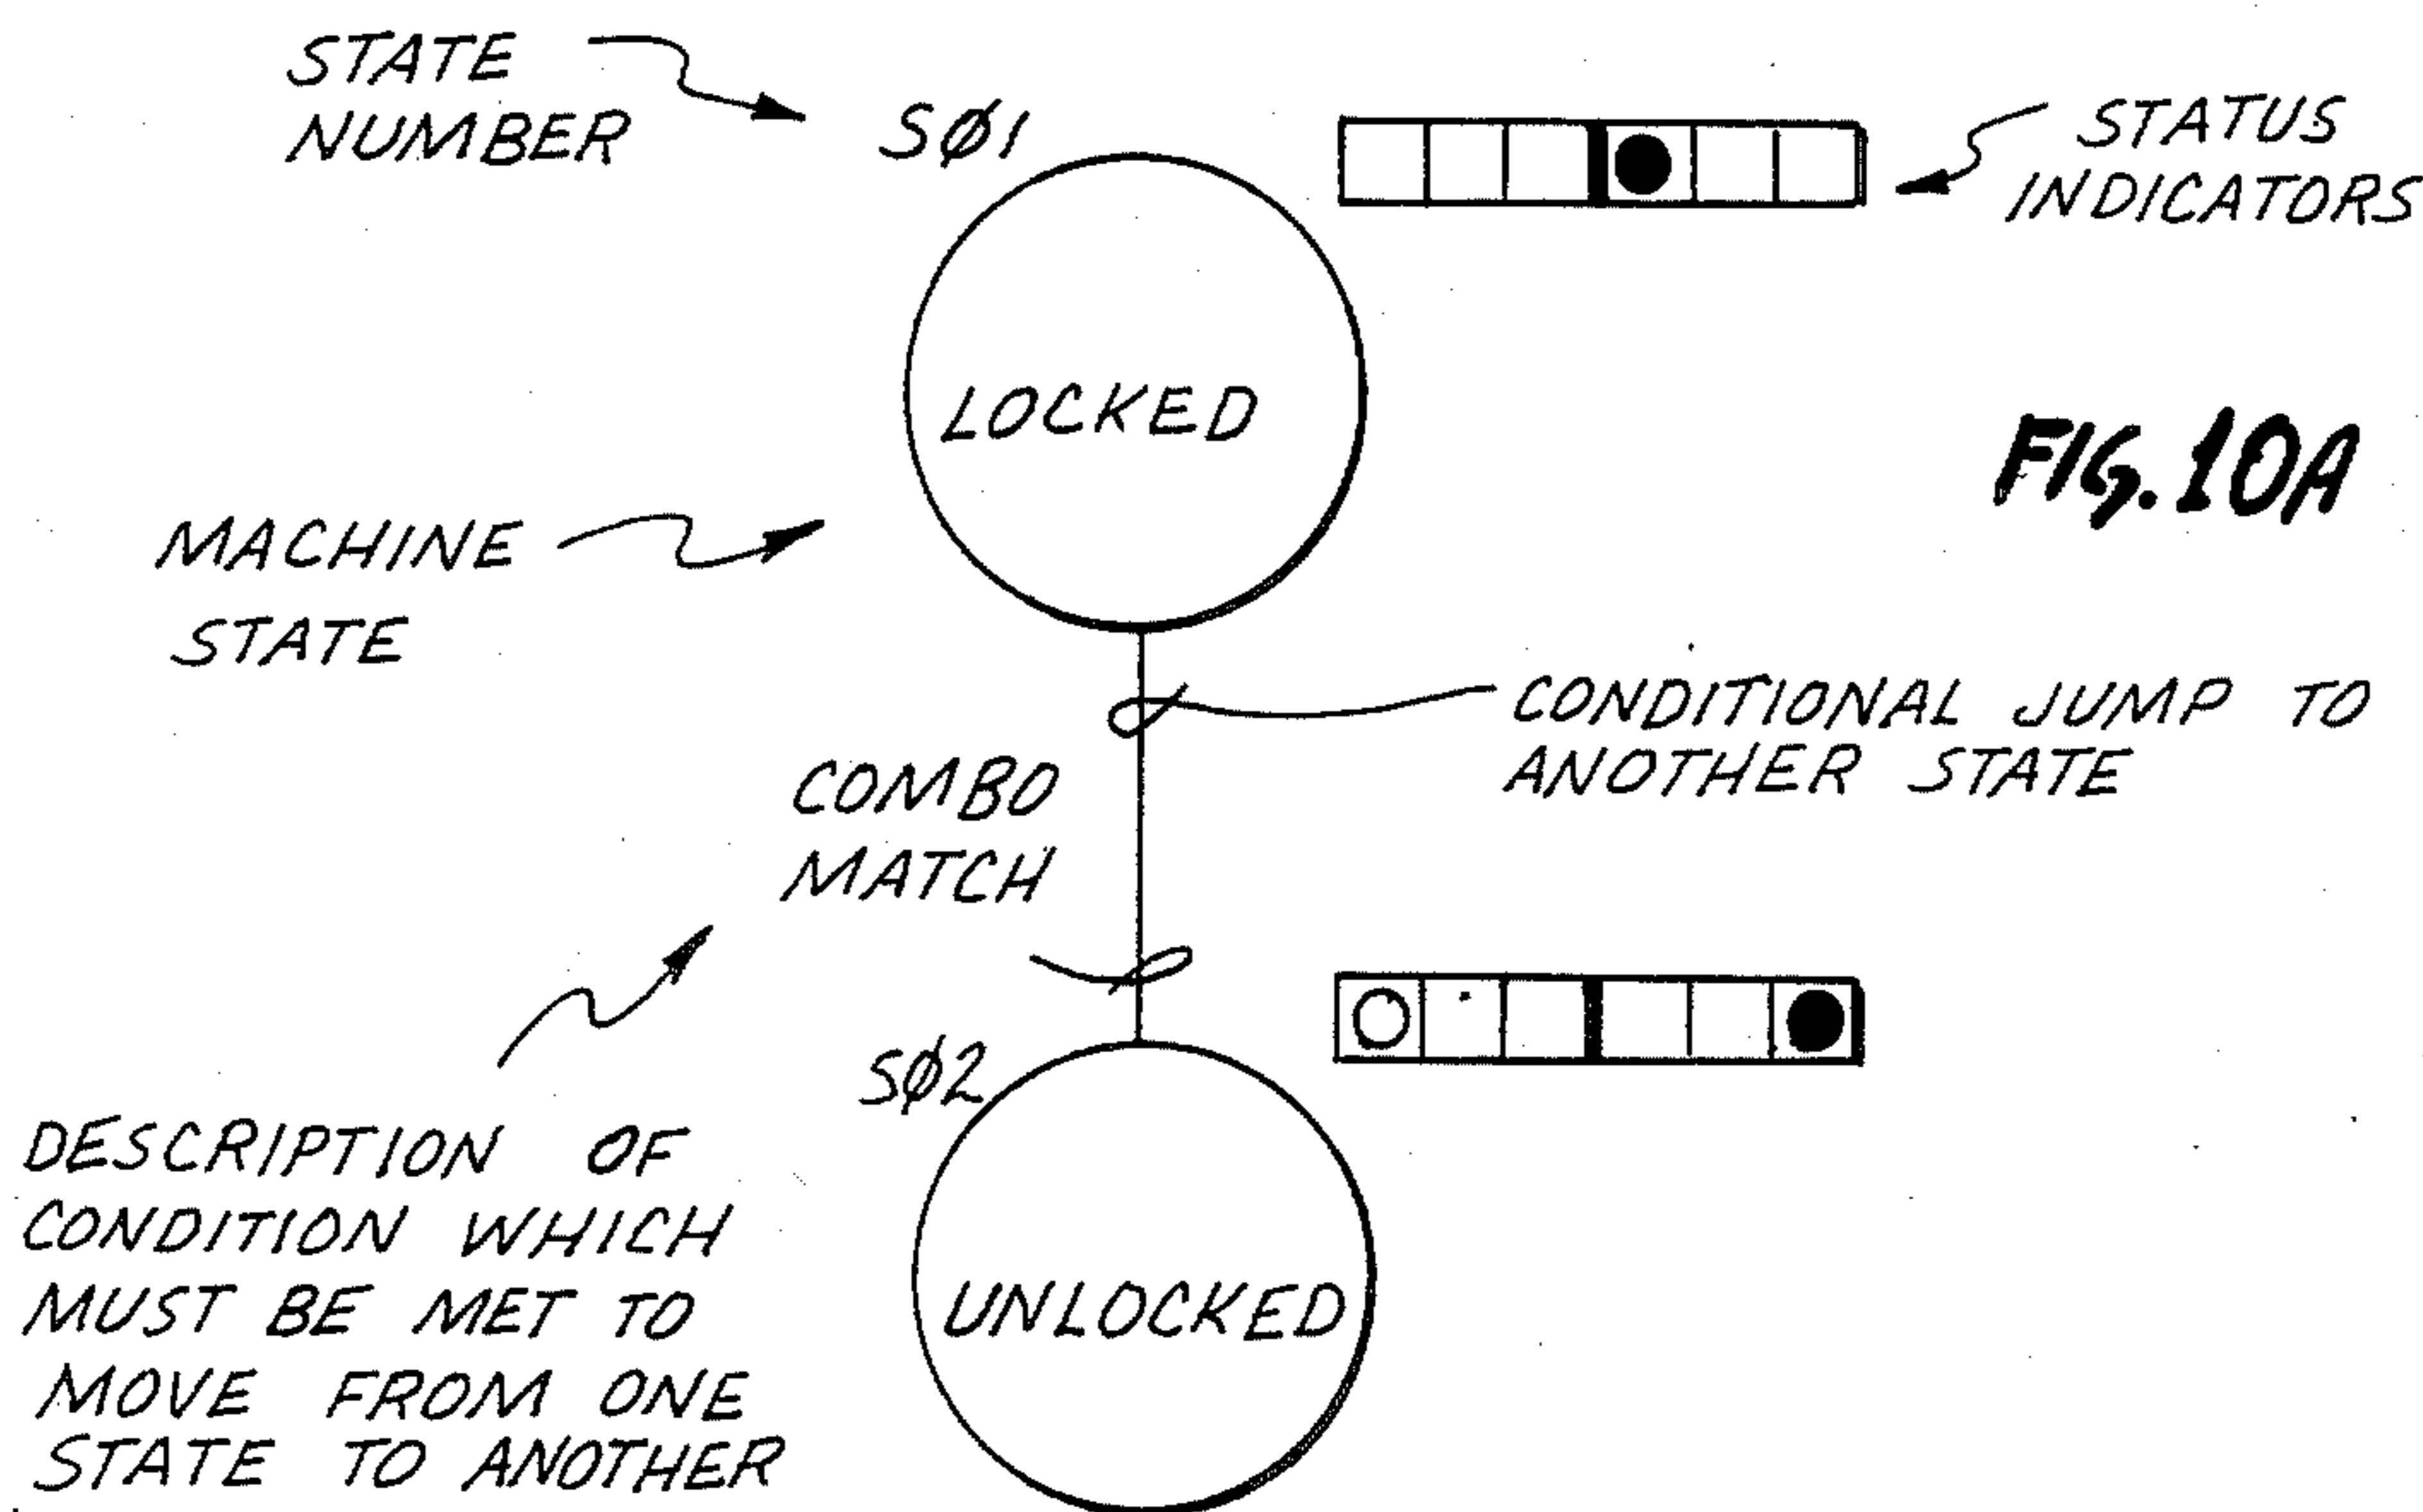 STATE
NUMBER
SØ1
STATUS
INDICATORS
LOCKED
FIG. 10A
MACHINE
STATE
CONDITIONAL JUMP TO
ANOTHER STATE
COMBO
MATCH
SØ2
DESCRIPTION OF
CONDITION WHICH
MUST BE MET TO
MOVE FROM ONE
STATE TO ANOTHER
UNLOCKED